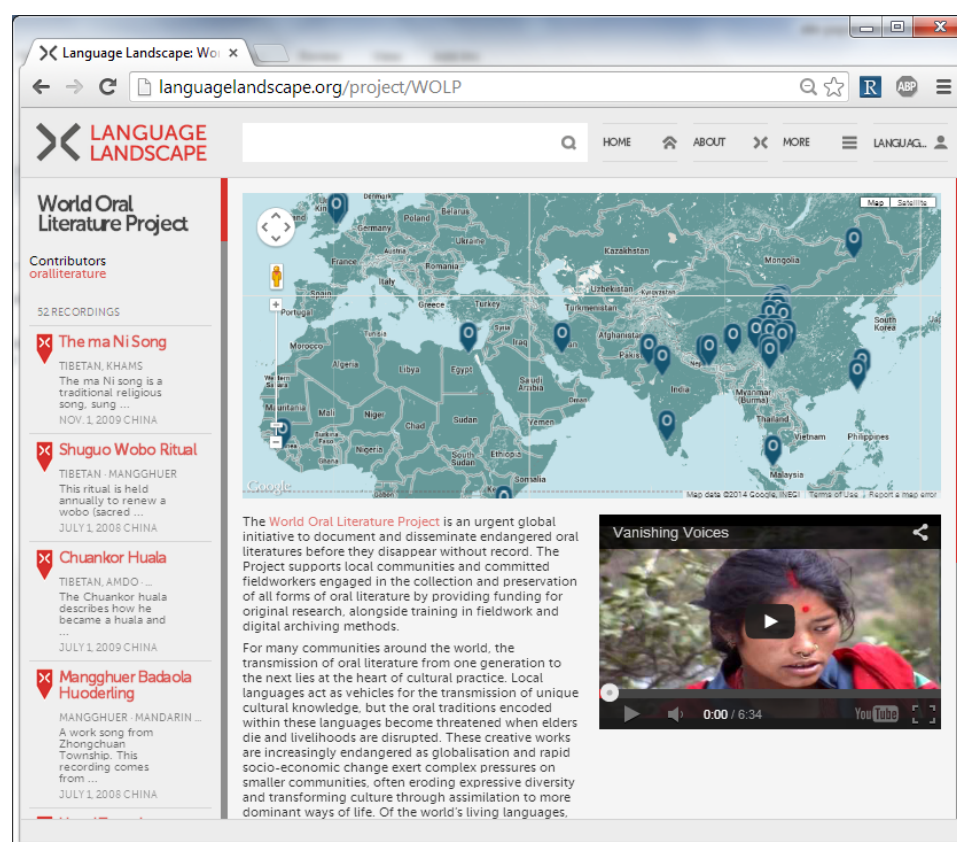 Language Landscape: Wo
languagelandscape.org/project/WOLP
ABP
LANGUAGE
LANDSCAPE
HOME
ABOUT
MORE
LANGUAG...
World Oral
Literature Project
Contributors
oralliterature
52 RECORDINGS
The ma Ni Song
TIBETAN, KHAMS
The ma Ni song is a
traditional religious
song, sung ...
NOV. 1, 2009 CHINA
Shuguo Wobo Ritual
TIBETAN · MANGGHUER
This ritual is held
annually to renew a
wobo (sacred ...
JULY 1, 2008 CHINA
Chuankor Huala
TIBETAN, AMDO · ...
The Chuankor huala
describes how he
became a huala and
...
JULY 1, 2009 CHINA
Mangghuer Badaola
Huoderling
MANGGHUER · MANDARIN ...
A work song from
Zhongchuan
Township. This
recording comes
from ...
JULY 1, 2008 CHINA
Map
Satellite
Denmark
Poland
Belarus
Germany
Ukraine
France
Austria
Romania
Kazakhstan
Mongolia
Italy
Spain
Portugal
Greece
Turkey
Uzbekistan
Kyrgyzstan
Turkmenistan
South
Korea
Tunisia
Syria
Iraq
Afghanistan
Morocco
Algeria
Libya
Egypt
Saudi
Arabia
Oman
India
Myanmar
(Burma)
Mauritania
Mali
Niger
Chad
Sudan
Yemen
Thailand
Vietnam
Philippines
Burkina
Faso
Nigeria
Ghana
South
Sudan
Ethiopia
Somalia
Malaysia
Gabon
Google
Map data ©2014 Google, INEGI
Terms of Use
Report a map error
The World Oral Literature Project is an urgent global
initiative to document and disseminate endangered oral
literatures before they disappear without record. The
Project supports local communities and committed
fieldworkers engaged in the collection and preservation
of all forms of oral literature by providing funding for
original research, alongside training in fieldwork and
digital archiving methods.
For many communities around the world, the
transmission of oral literature from one generation to
the next lies at the heart of cultural practice. Local
languages act as vehicles for the transmission of unique
cultural knowledge, but the oral traditions encoded
within these languages become threatened when elders
die and livelihoods are disrupted. These creative works
are increasingly endangered as globalisation and rapid
socio-economic change exert complex pressures on
smaller communities, often eroding expressive diversity
and transforming culture through assimilation to more
dominant ways of life. Of the world's living languages,
Vanishing Voices
0:00 / 6:34
YouTube